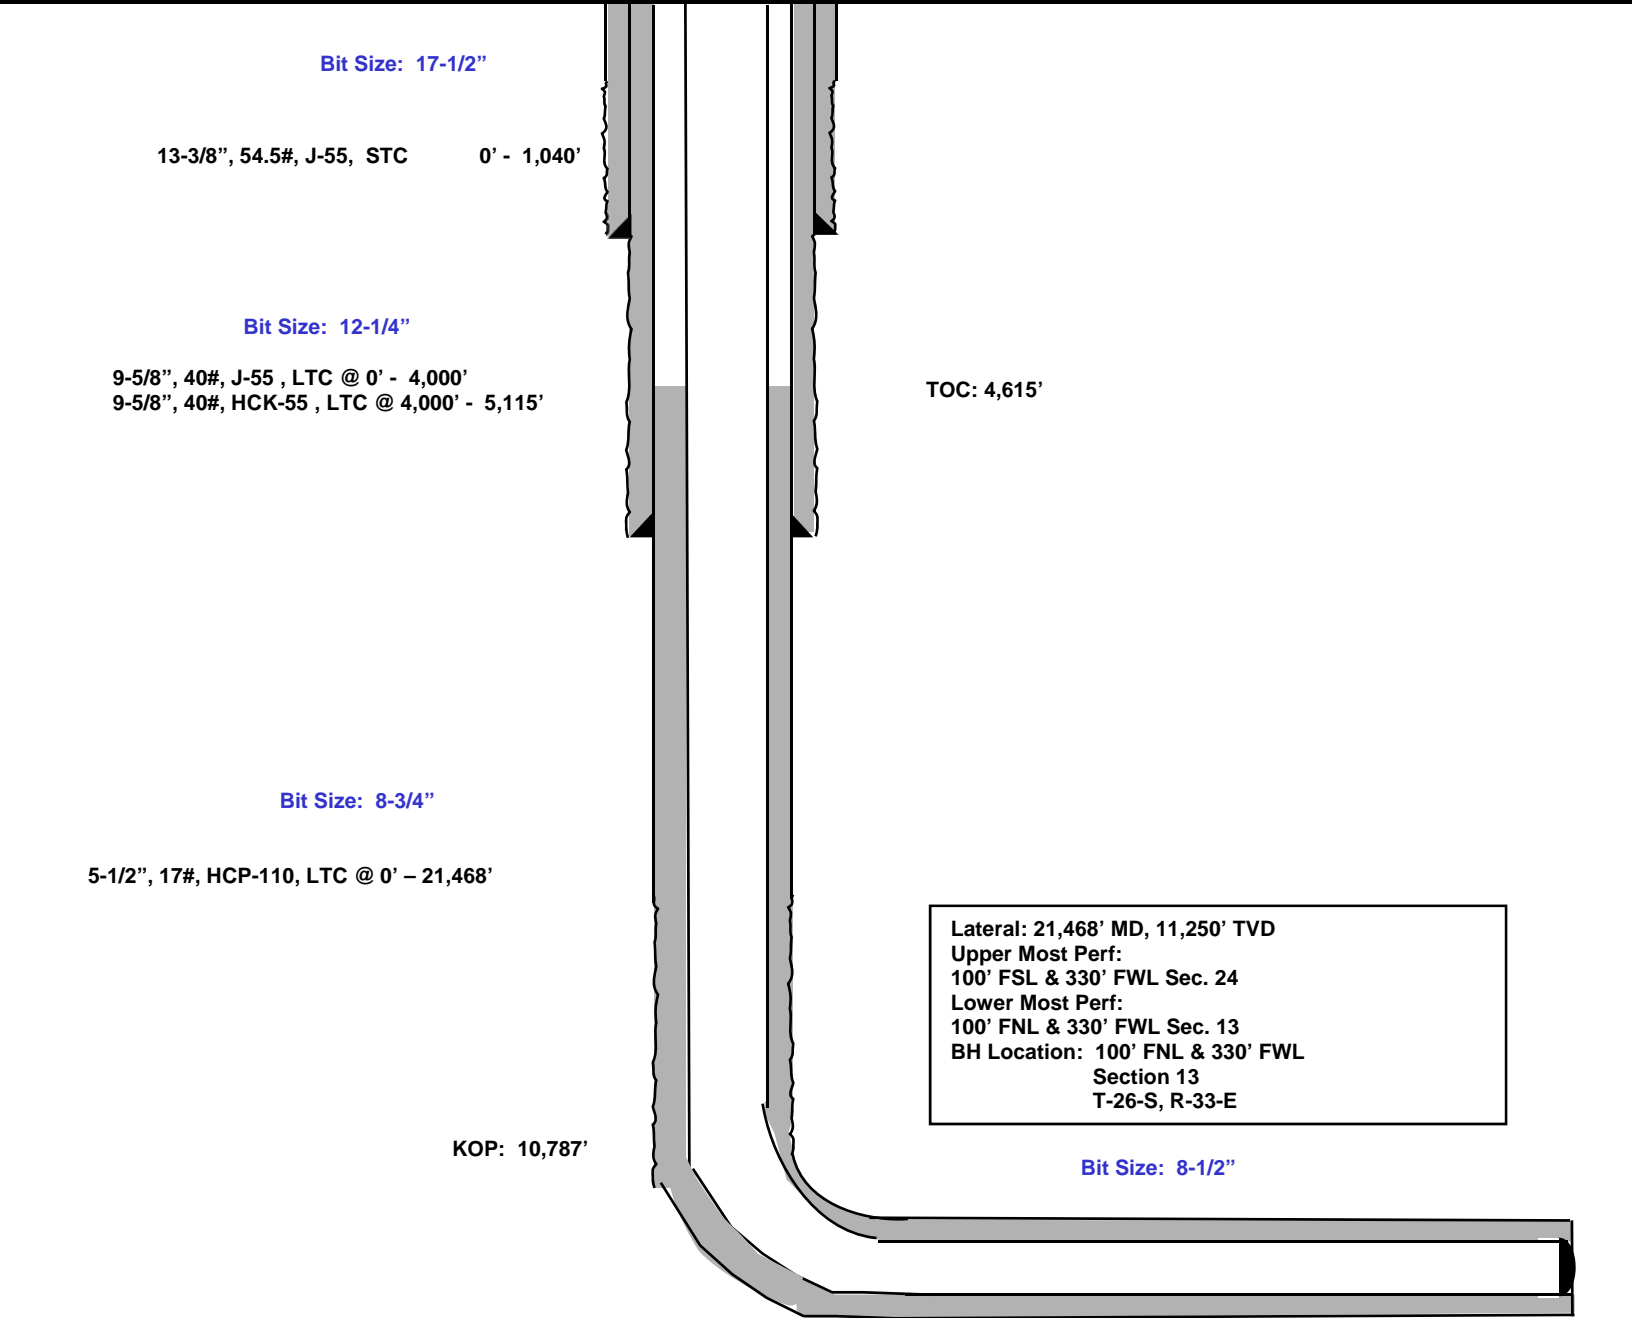 Bit Size: 17-1/2”
13-3/8”, 54.5#, J-55, STC 0’ - 1,040’
Bit Size: 12-1/4”
9-5/8”, 40#, J-55 , LTC @ 0’ - 4,000’
9-5/8”, 40#, HCK-55 , LTC @ 4,000’ - 5,115’
TOC: 4,615’
Bit Size: 8-3/4”
5-1/2”, 17#, HCP-110, LTC @ 0’ – 21,468’
Lateral: 21,468’ MD, 11,250’ TVD
Upper Most Perf:
100’ FSL & 330’ FWL Sec. 24
Lower Most Perf:
100’ FNL & 330’ FWL Sec. 13
BH Location: 100’ FNL & 330’ FWL
Section 13
T-26-S, R-33-E
KOP: 10,787’
Bit Size: 8-1/2”